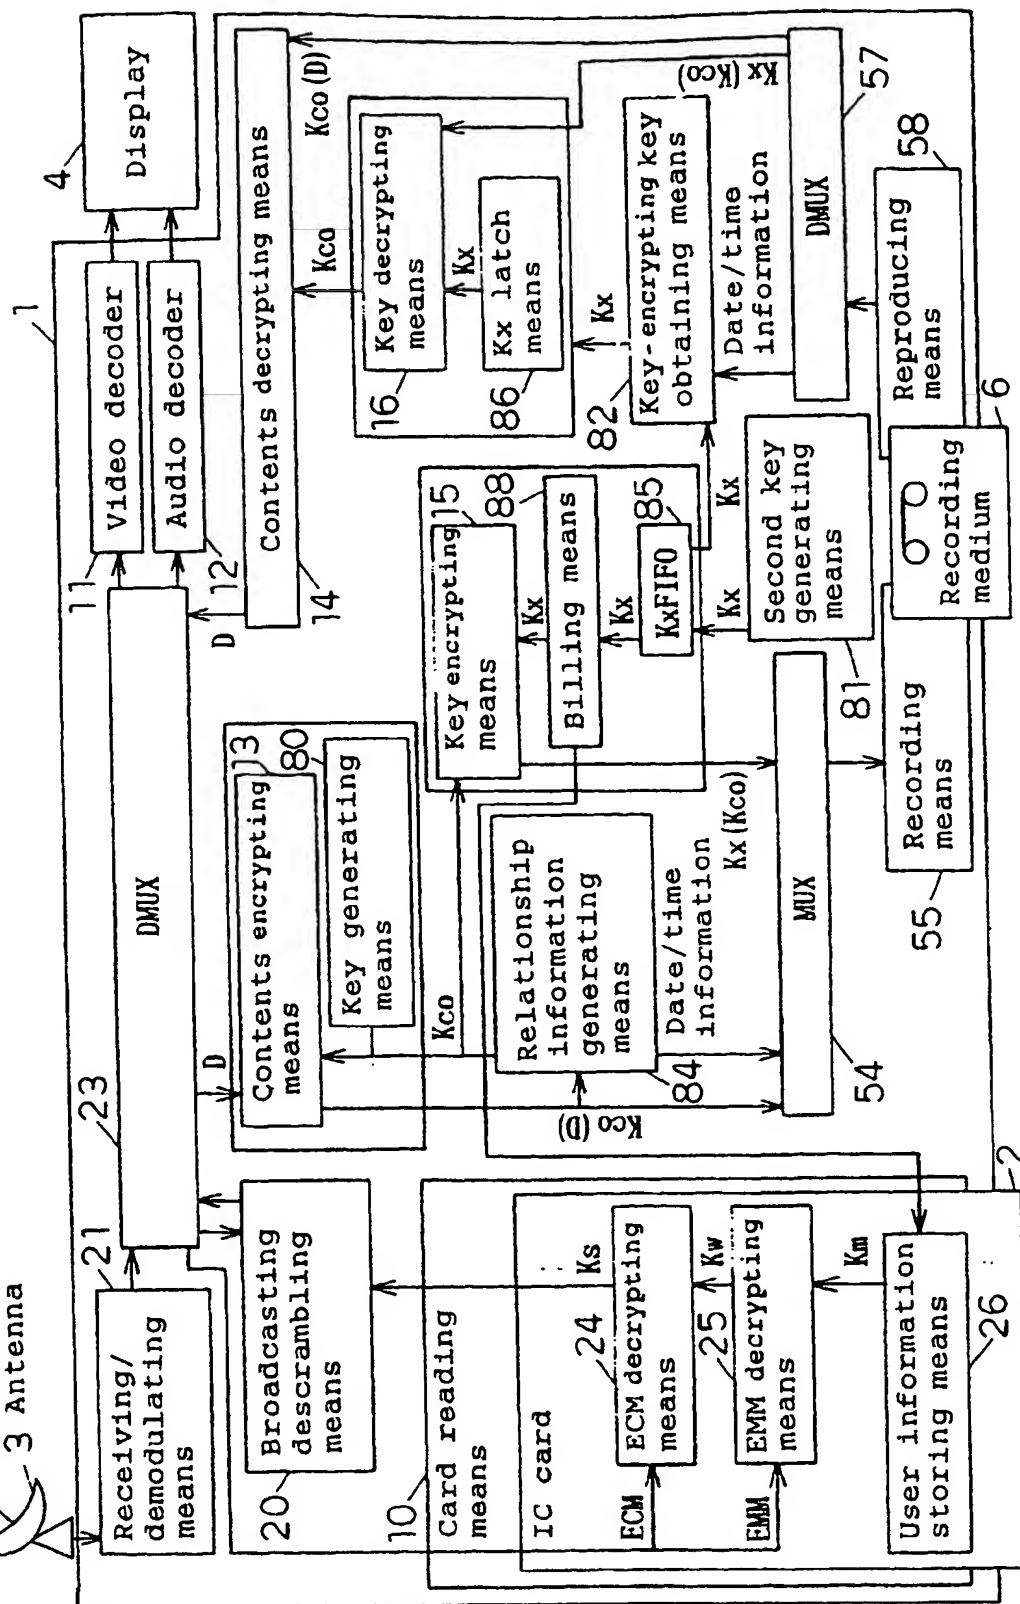 3 Antenna
1
4
Display
21
Receiving/
demodulating
means
23
DMUX
11
Video decoder
12
Audio decoder
20
Broadcasting
descrambling
means
D
13
Contents encrypting
means
80
Key generating
means
D
14
Contents decrypting means
Kco(D)
10
Card reading
means
Ks
Kco
15
Key encrypting
means
Kx
88
Billing means
Kx
85
KxFIFO
Kx
Kx
Kco
16
Key decrypting
means
Kx
86
Kx latch
means
Kx
82
Key-encrypting key
obtaining means
Kx(Kco)
IC card
ECM
24
ECM decrypting
means
Kw
EMM
25
EMM decrypting
means
Km
26
User information
storing means
2
Kco(D)
84
Relationship
information
generating
means
Date/time
information
Kx(Kco)
54
MUX
81
Second key
generating
means
Date/time
information
DMUX
57
55
Recording
means
6
Recording
medium
58
Reproducing
means